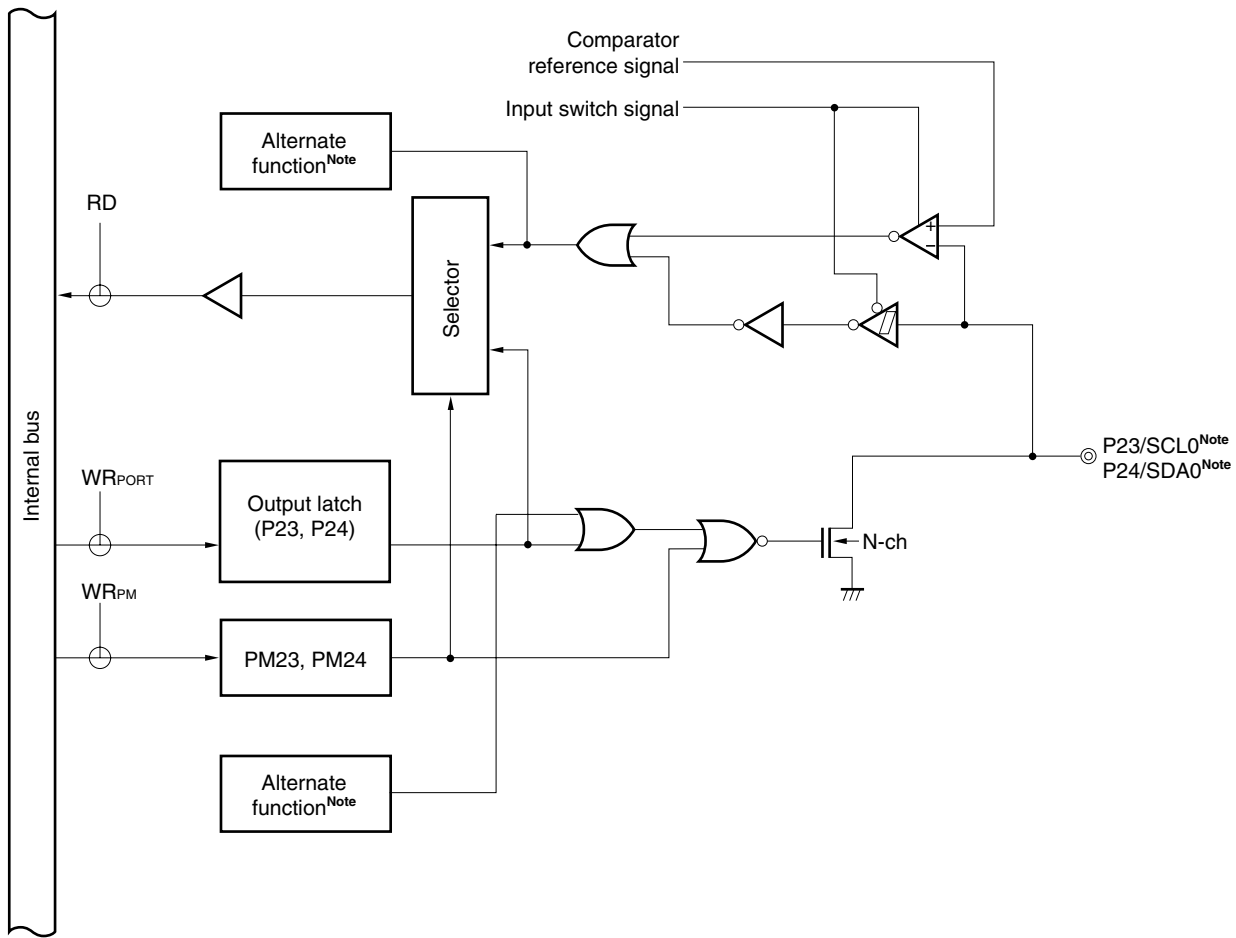 Comparator
reference signal
Input switch signal
Alternate
functionNote
RD
+
−
Selector
Internal bus
P23/SCL0Note
P24/SDA0Note
WRPORT
Output latch
(P23, P24)
N-ch
WRPM
PM23, PM24
Alternate
functionNote